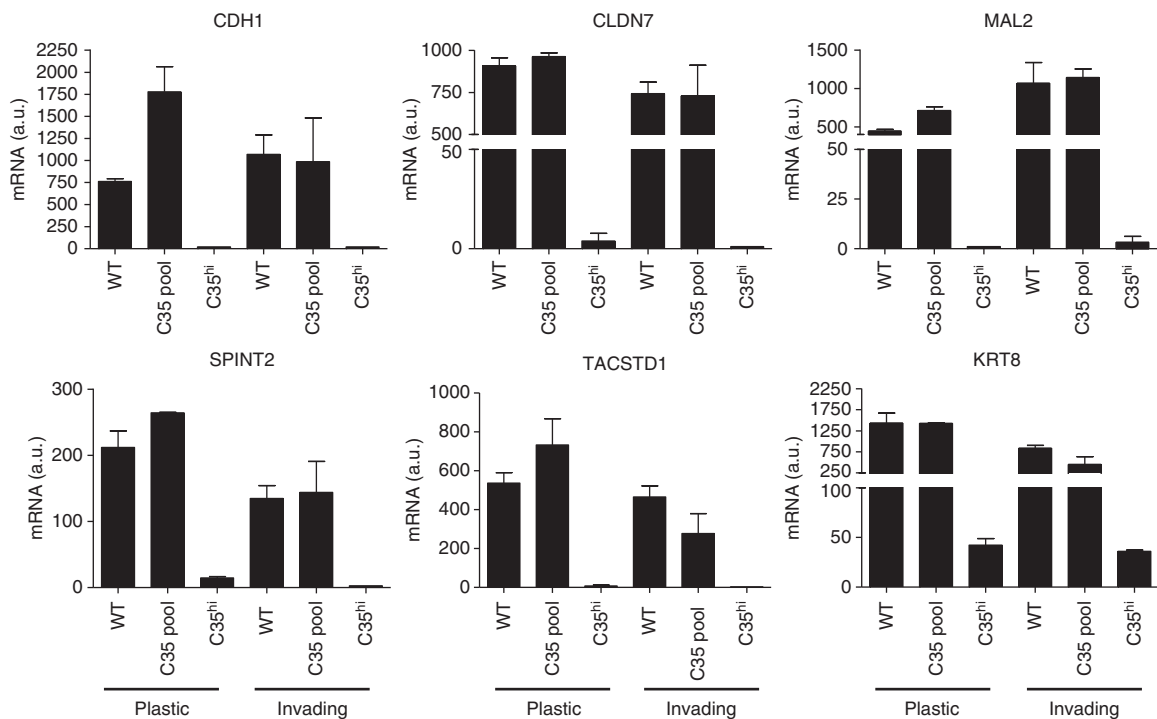 CDH1
CLDN7
MAL2
mRNA (a.u.)
2250
2000
1750
1500
1250
1000
750
500
250
0
WT
C35 pool
C35hi
WT
C35 pool
C35hi
mRNA (a.u.)
1000
750
500
50
0
WT
C35 pool
C35hi
WT
C35 pool
C35hi
mRNA (a.u.)
1500
1000
500
50
25
0
WT
C35 pool
C35hi
WT
C35 pool
C35hi
SPINT2
TACSTD1
KRT8
mRNA (a.u.)
300
200
100
0
WT
C35 pool
C35hi
WT
C35 pool
C35hi
Plastic
Invading
mRNA (a.u.)
1000
800
600
400
200
0
WT
C35 pool
C35hi
WT
C35 pool
C35hi
Plastic
Invading
mRNA (a.u.)
2250
1750
1250
750
250
100
50
0
WT
C35 pool
C35hi
WT
C35 pool
C35hi
Plastic
Invading